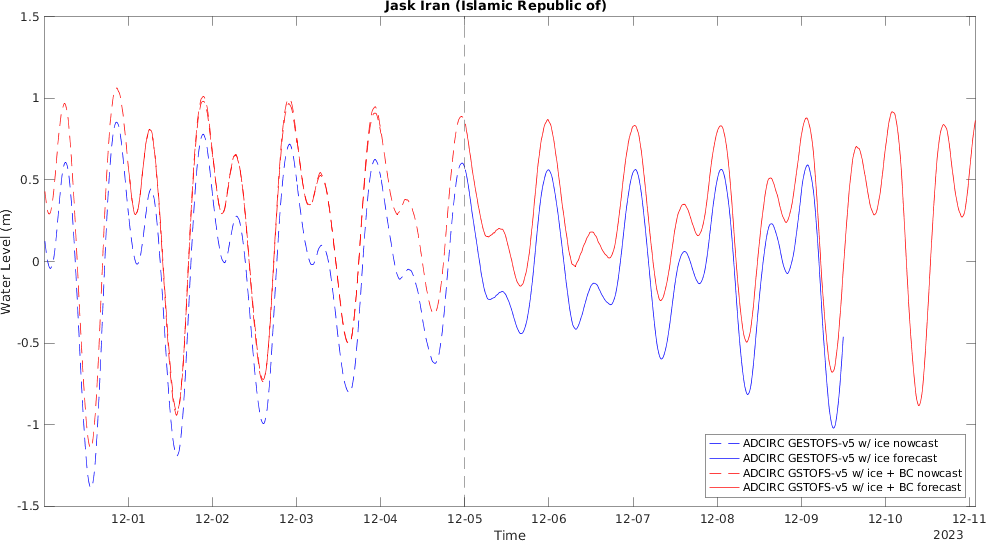 Jask Iran (Islamic Republic of)
1.5
1
0.5
0
-0.5
-1
-1.5
Water Level (m)
12-01 12-02 12-03 12-04 12-05 12-06 12-07 12-08 12-09 12-10 12-11
Time
2023
ADCIRC GESTOFS-v5 w/ ice nowcast
ADCIRC GESTOFS-v5 w/ ice forecast
ADCIRC GSTOFS-v5 w/ ice + BC nowcast
ADCIRC GSTOFS-v5 w/ ice + BC forecast